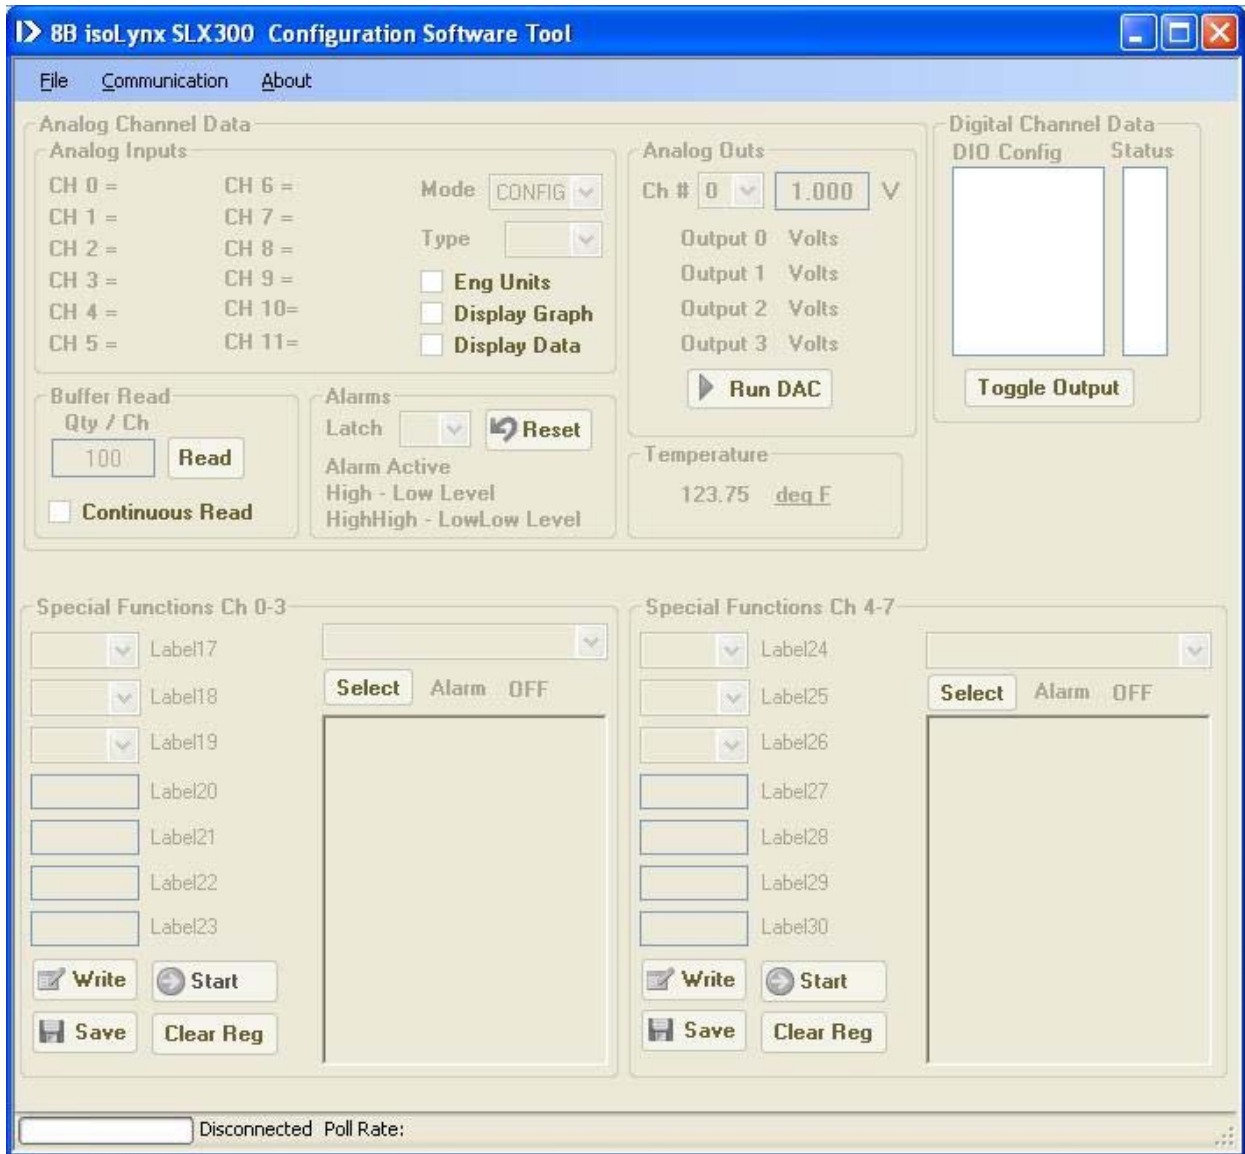 8B isoLynx SLX300 Configuration Software Tool
File Communication About
Analog Channel Data
Analog Inputs
CH 0 =
CH 1 =
CH 2 =
CH 3 =
CH 4 =
CH 5 =
CH 6 =
CH 7 =
CH 8 =
CH 9 =
CH 10=
CH 11=
Mode CONFIG
Type
Eng Units
Display Graph
Display Data
Analog Outs
Ch # 0 1.000 V
Output 0 Volts
Output 1 Volts
Output 2 Volts
Output 3 Volts
Run DAC
Digital Channel Data
DIO Config Status
Toggle Output
Buffer Read
Qty / Ch
100 Read
Continuous Read
Alarms
Latch Reset
Alarm Active
High - Low Level
HighHigh - LowLow Level
Temperature
123.75 deg F
Special Functions Ch 0-3
Label17
Label18
Label19
Label20
Label21
Label22
Label23
Select Alarm OFF
Write Start
Save Clear Reg
Special Functions Ch 4-7
Label24
Label25
Label26
Label27
Label28
Label29
Label30
Select Alarm OFF
Write Start
Save Clear Reg
Disconnected Poll Rate: